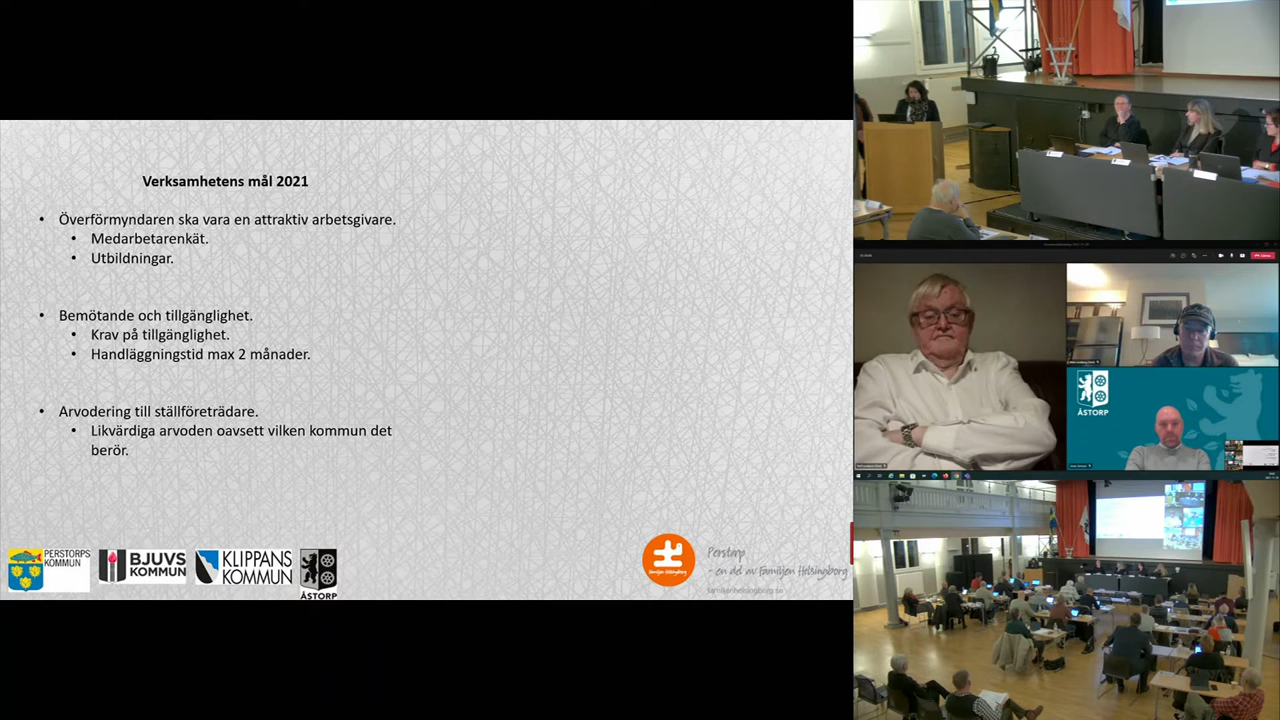 Verksamhetens mål 2021
• Överförmyndaren ska vara en attraktiv arbetsgivare.
• Medarbetarenkät.
• Utbildningar.
• Bemötande och tillgänglighet.
• Krav på tillgänglighet.
• Handläggningstid max 2 månader.
• Arvodering till ställföreträdare.
• Likvärdiga arvoden oavsett vilken kommun det
berör.
PERSTORPS
KOMMUN
BJUVS
KOMMUN
KLIPPANS
KOMMUN
ÅSTORP
Familjen Helsingborg
Perstorp
- en del av Familjen Helsingborg
familjenhelsingborg.se
ÅSTORP